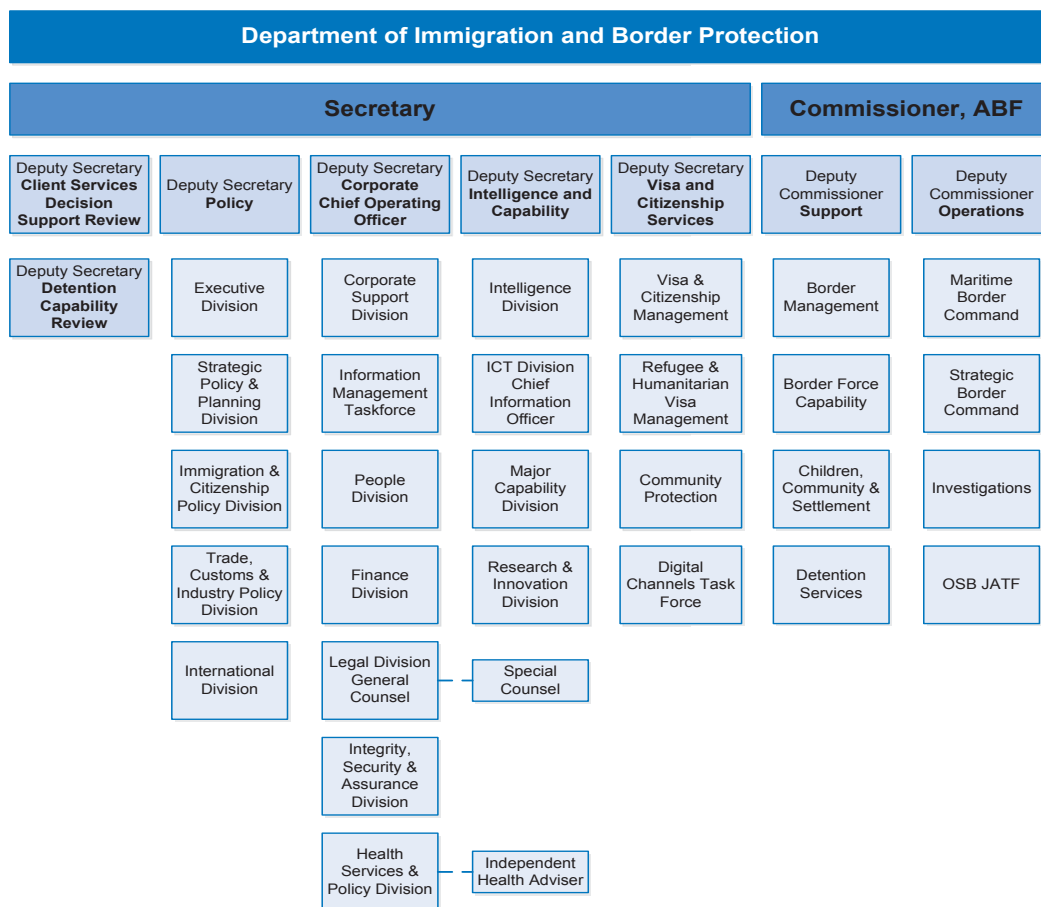 Department of Immigration and Border Protection
Secretary
Commissioner, ABF
Deputy Secretary
Client Services
Decision
Support Review
Deputy Secretary
Policy
Deputy Secretary
Corporate
Chief Operating
Officer
Deputy Secretary
Intelligence and
Capability
Deputy Secretary
Visa and
Citizenship
Services
Deputy
Commissioner
Support
Deputy
Commissioner
Operations
Deputy Secretary
Detention
Capability
Review
Executive
Division
Corporate
Support
Division
Intelligence
Division
Visa &
Citizenship
Management
Border
Management
Maritime
Border
Command
Strategic
Policy &
Planning
Division
Information
Management
Taskforce
ICT Division
Chief
Information
Officer
Refugee &
Humanitarian
Visa
Management
Border Force
Capability
Strategic
Border
Command
Immigration &
Citizenship
Policy Division
People
Division
Major
Capability
Division
Community
Protection
Children,
Community &
Settlement
Investigations
Trade,
Customs &
Industry Policy
Division
Finance
Division
Research &
Innovation
Division
Digital
Channels Task
Force
Detention
Services
OSB JATF
International
Division
Legal Division
General
Counsel
Special
Counsel
Integrity,
Security &
Assurance
Division
Health
Services &
Policy Division
Independent
Health Adviser